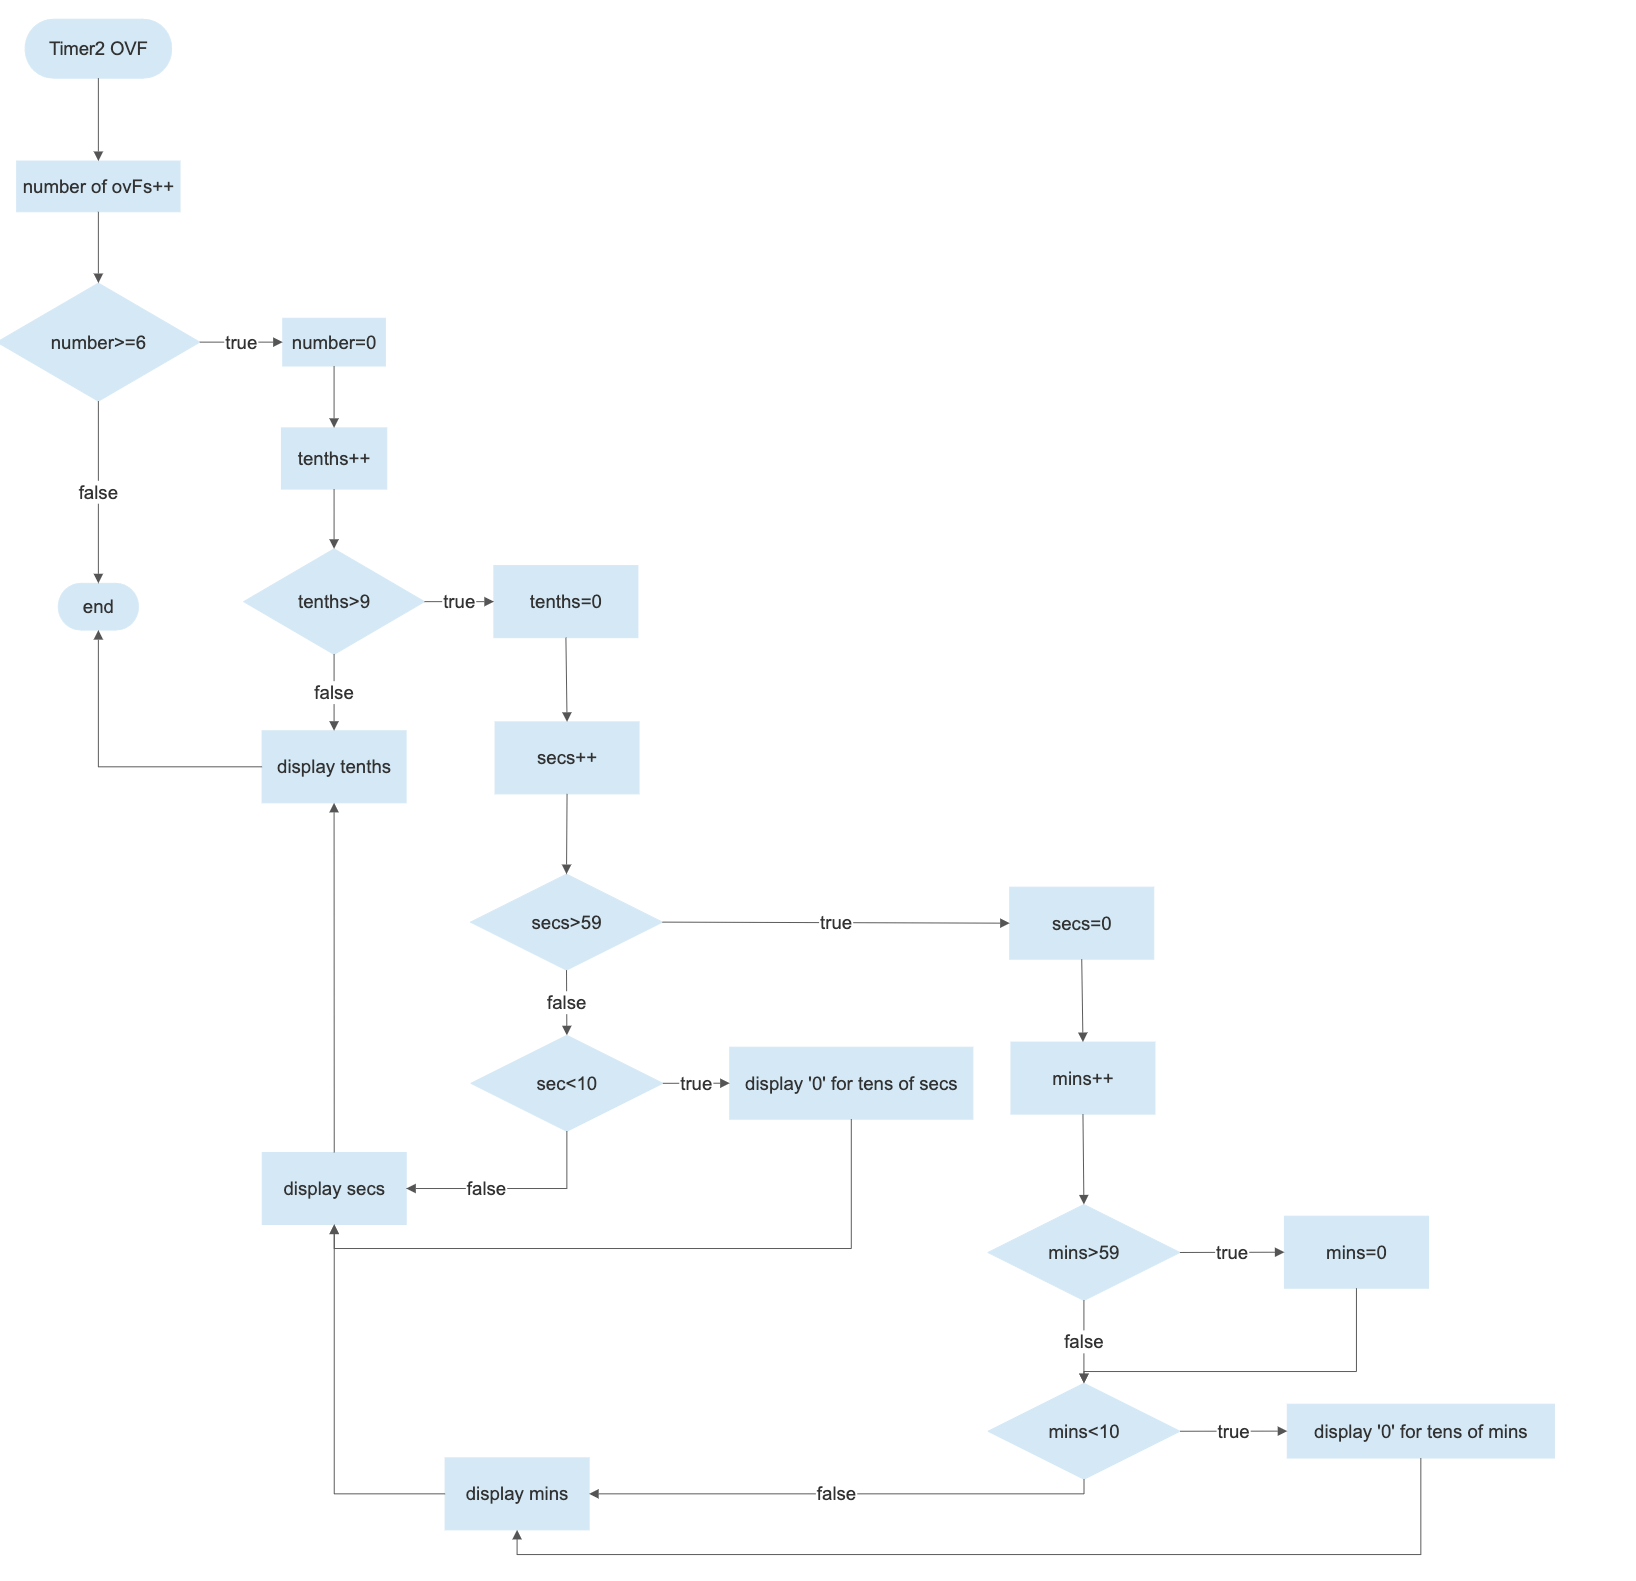 Timer2 OVF
number of ovFs++
number>=6
true
number=0
tenths++
false
end
tenths>9
true
tenths=0
false
display tenths
secs++
secs>59
true
secs=0
false
sec<10
true
display '0' for tens of secs
mins++
display secs
false
mins>59
true
mins=0
false
mins<10
true
display '0' for tens of mins
display mins
false